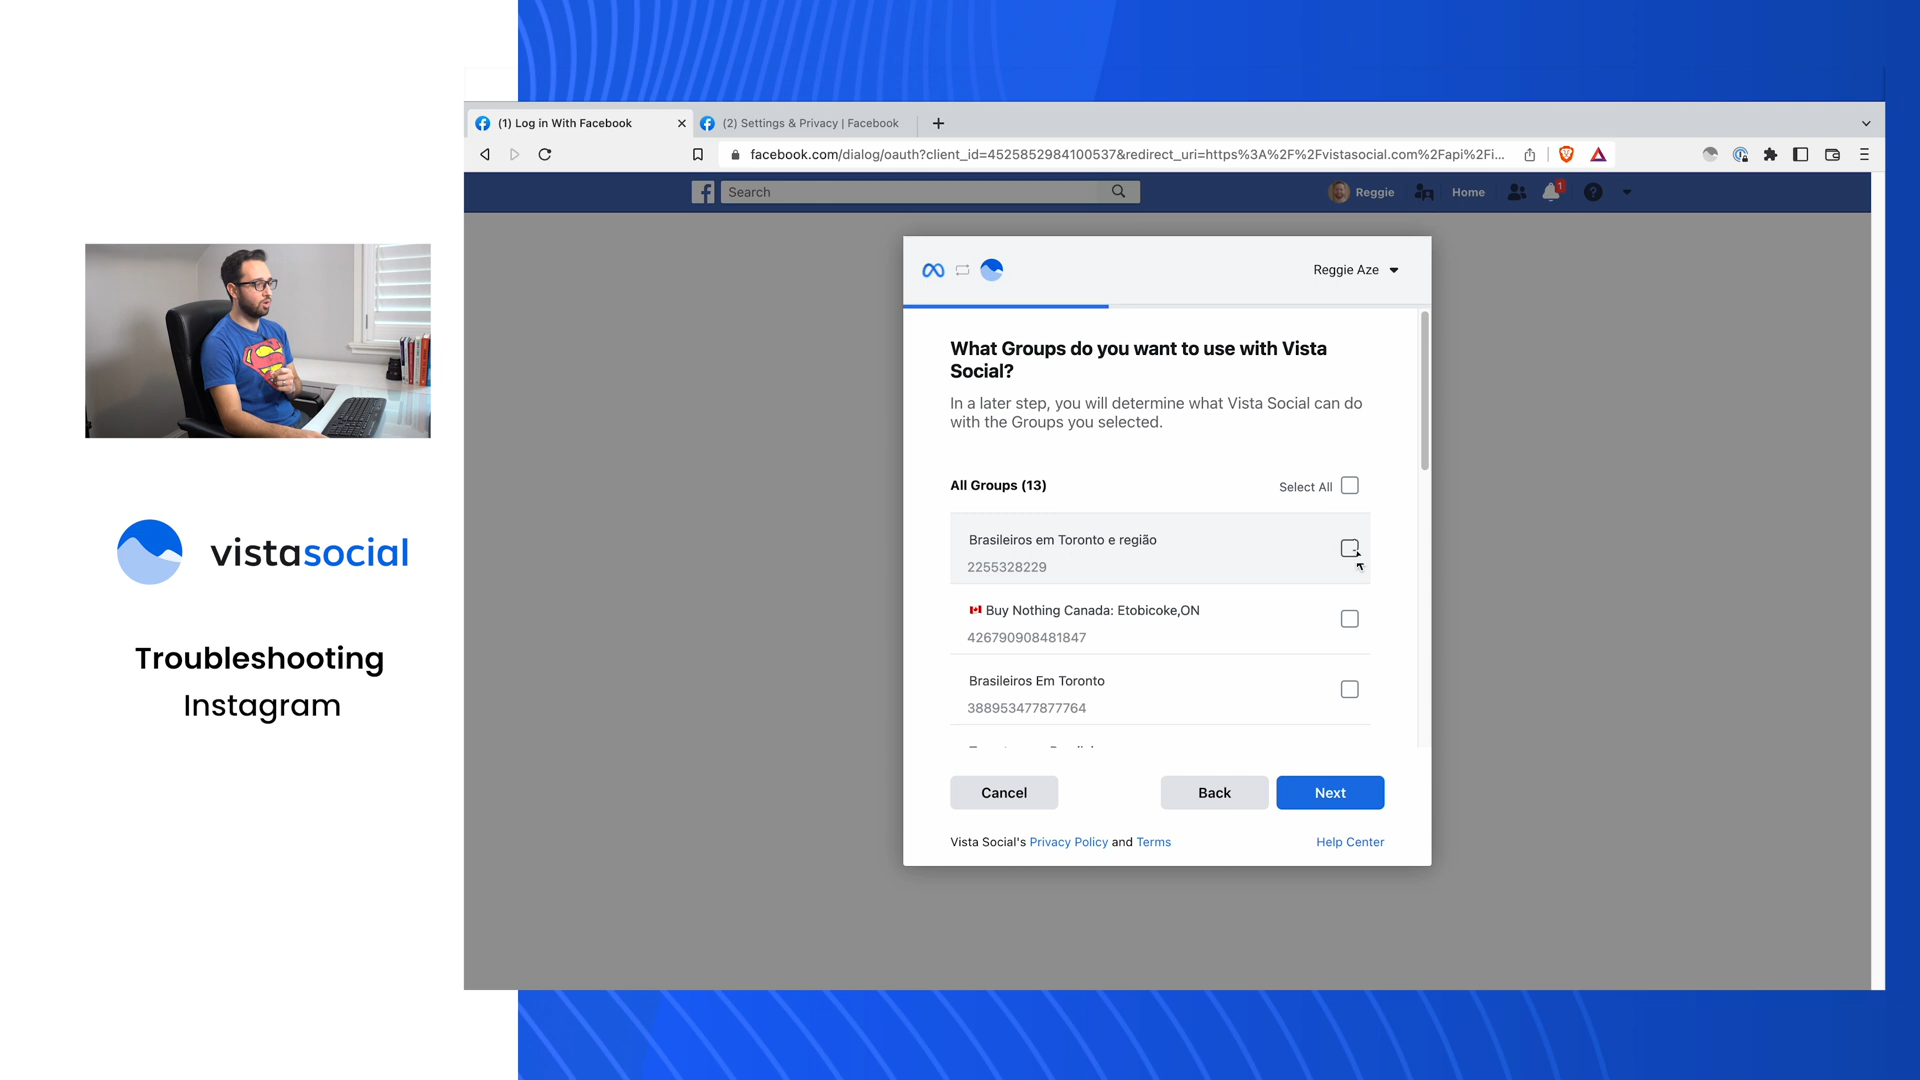 (1) Log in With Facebook
(2) Settings & Privacy | Facebook
facebook.com/dialog/oauth?client_id=4525852984100537&redirect_uri=https%3A%2F%2Fvistasocial.com%2Fapi%2Fi...
Search
Reggie
Home
1
Reggie Aze
What Groups do you want to use with Vista
Social?
In a later step, you will determine what Vista Social can do
with the Groups you selected.
All Groups (13)
Select All
Brasileiros em Toronto e região
2255328229
Buy Nothing Canada: Etobicoke,ON
426790908481847
Brasileiros Em Toronto
388953477877764
Cancel
Back
Next
Vista Social's Privacy Policy and Terms
Help Center
vistasocial
Troubleshooting
Instagram